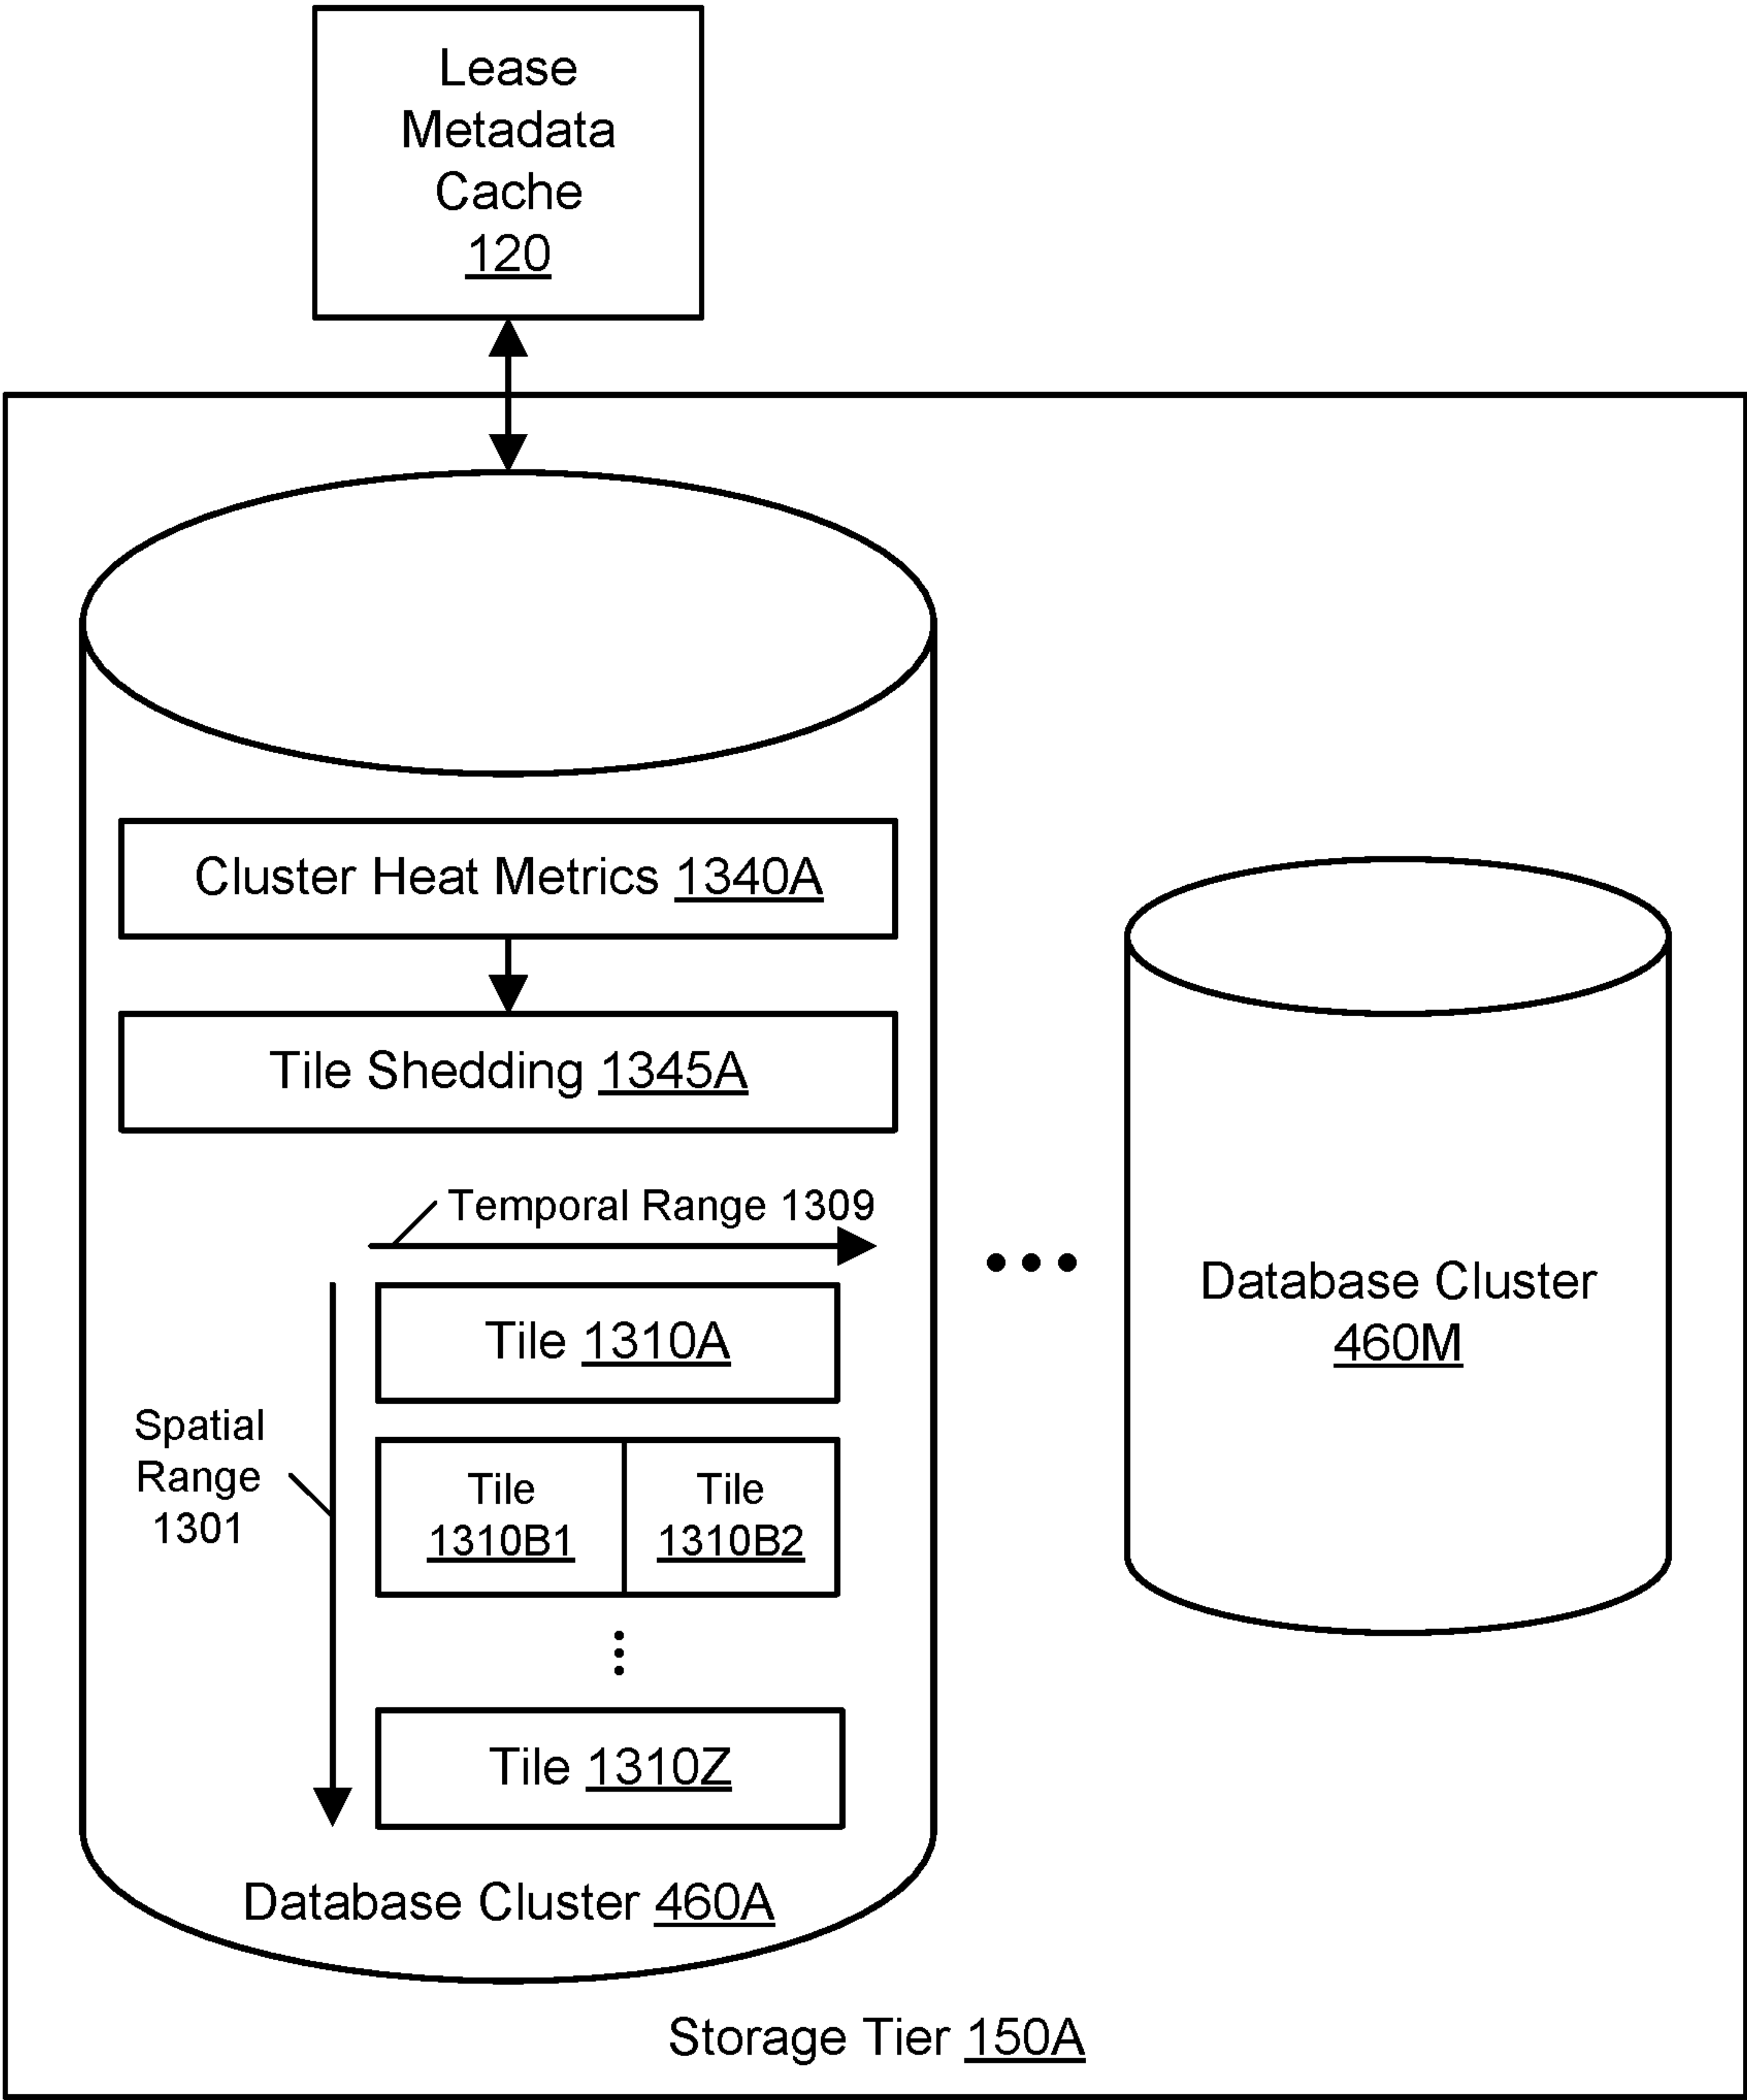 Lease
Metadata
Cache
120
Cluster Heat Metrics 1340A
Tile Shedding 1345A
Temporal Range 1309
Tile 1310A
Spatial
Range
1301
Tile
1310B1
Tile
1310B2
Tile 1310Z
Database Cluster 460A
Database Cluster
460M
Storage Tier 150A